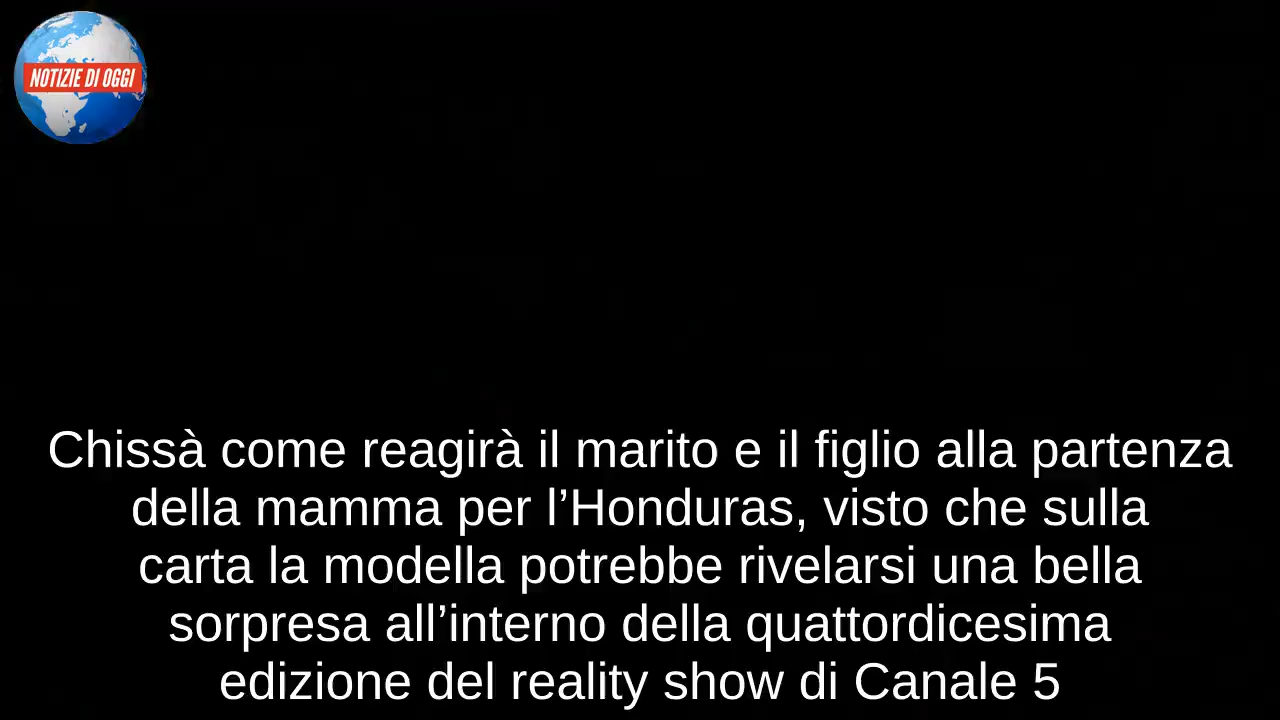 NOTIZIE DI OGGI
Chissà come reagirà il marito e il figlio alla partenza
della mamma per l’Honduras, visto che sulla
carta la modella potrebbe rivelarsi una bella
sorpresa all’interno della quattordicesima
edizione del reality show di Canale 5